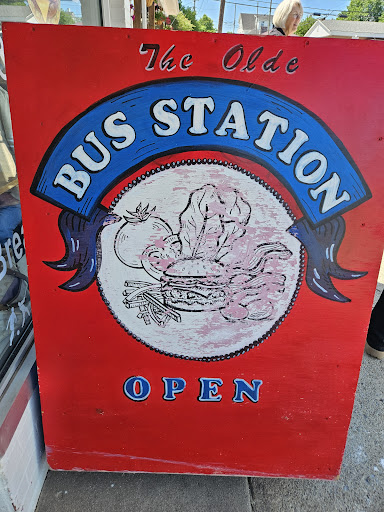 The Olde
BUS STATION
OPEN